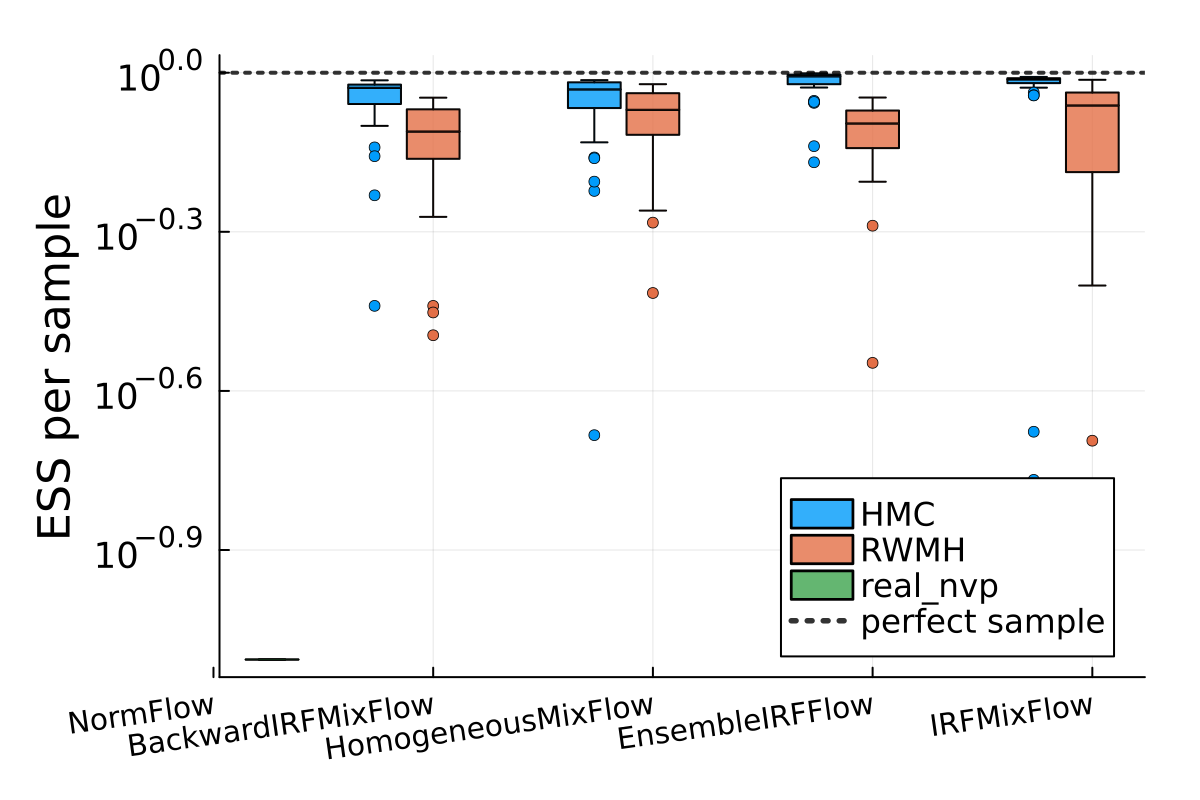 ESS per sample
10^0.0
10^−0.3
10^−0.6
10^−0.9
HMC
RWMH
real_nvp
perfect sample
NormFlow
BackwardIRFMixFlow
HomogeneousMixFlow
EnsembleIRFFlow
IRFMixFlow